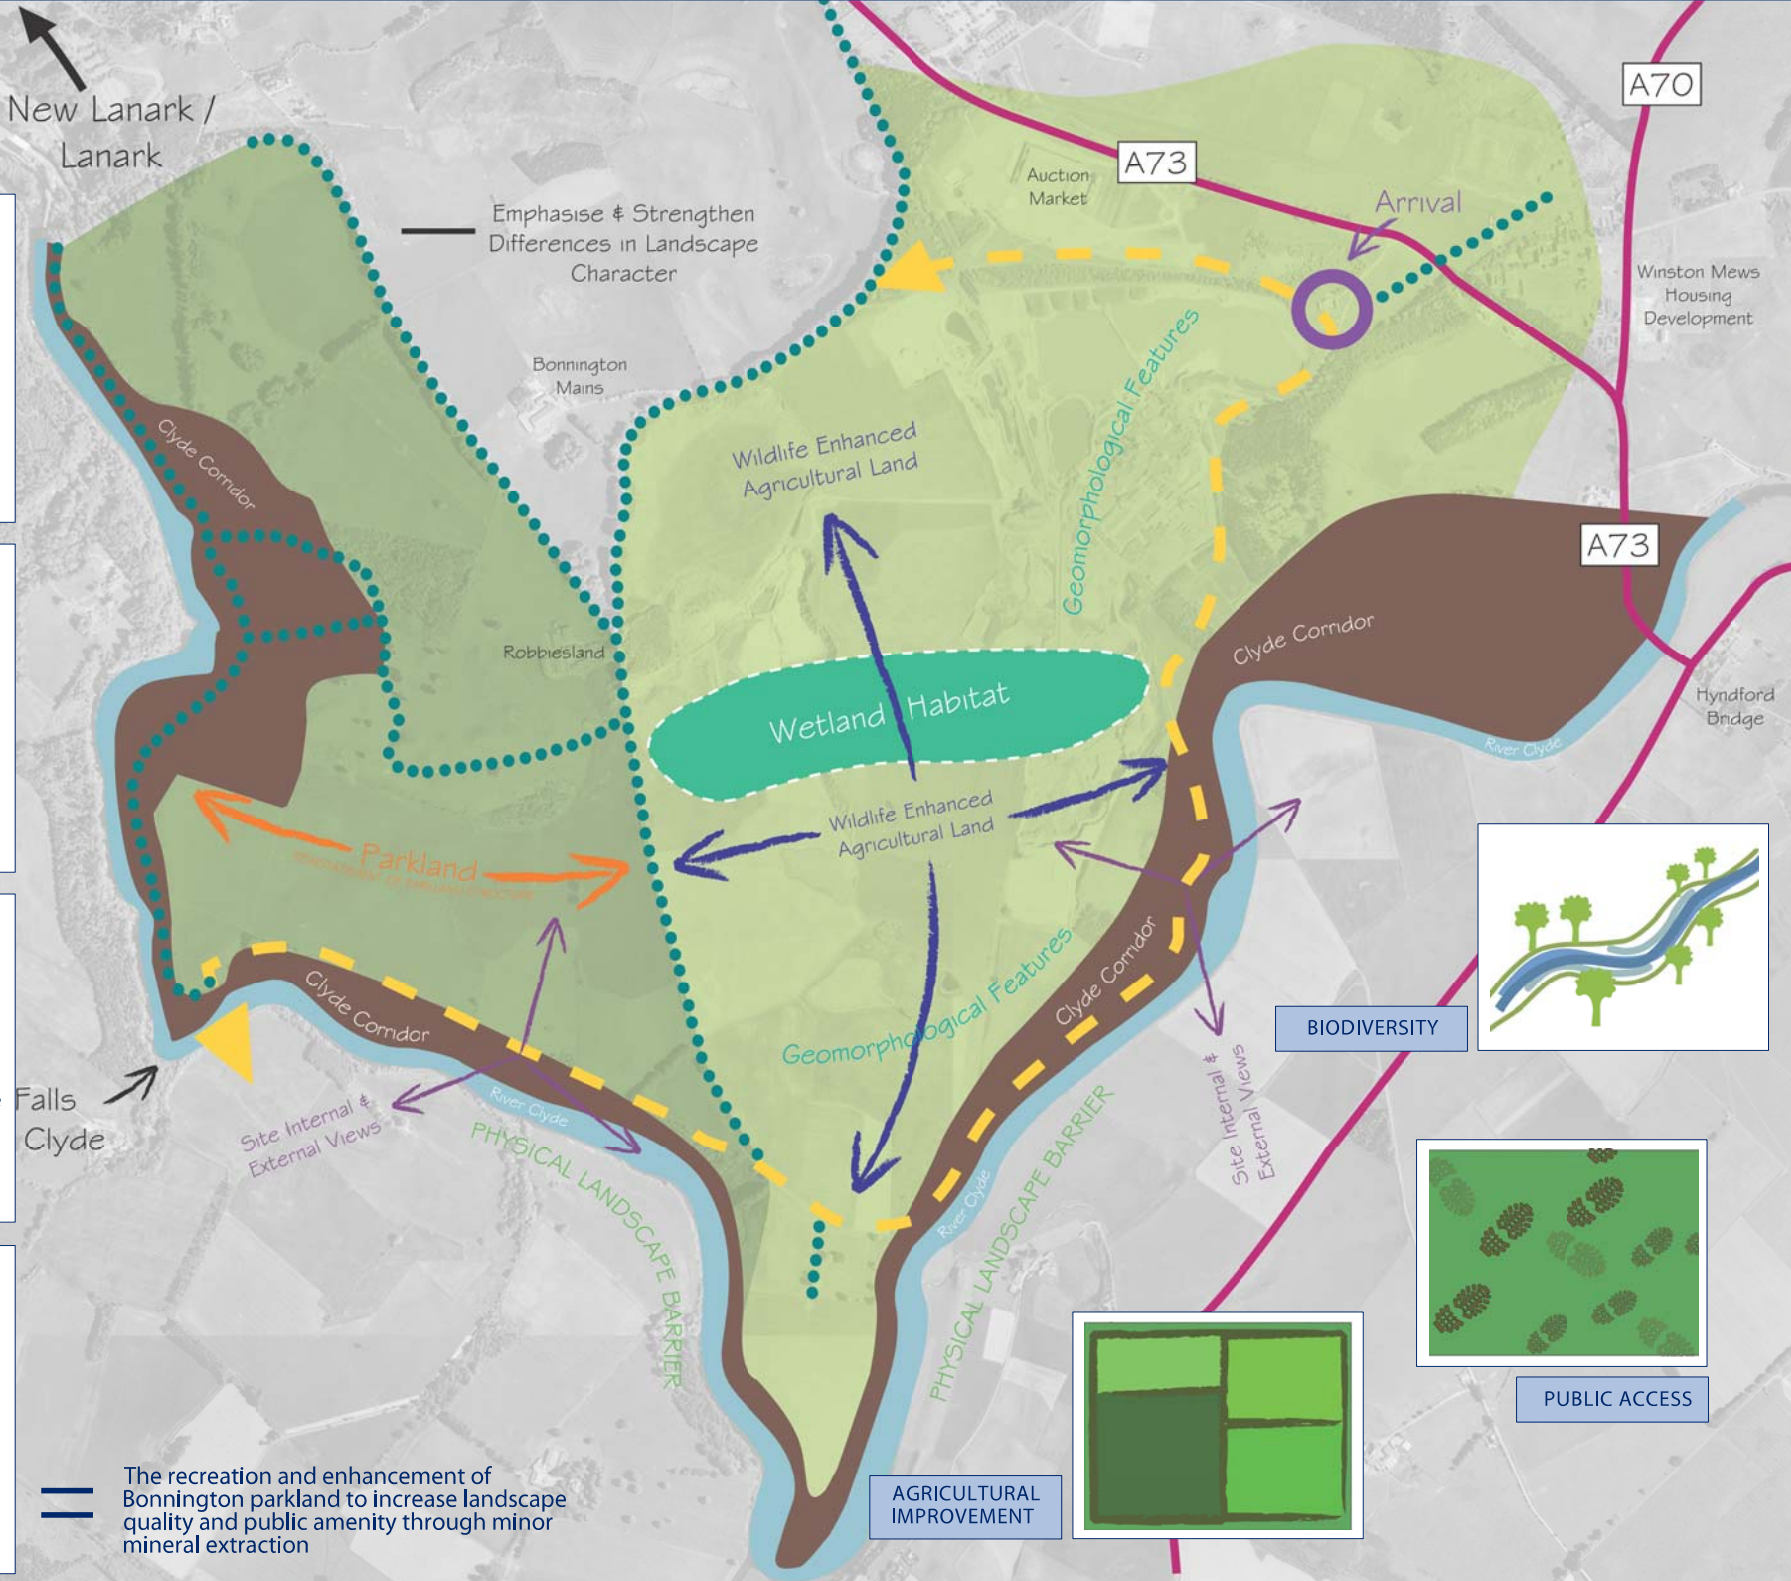 New Lanark /
Lanark
A70
A73
Auction
Market
Arrival
Emphasise & Strengthen
Differences in Landscape
Character
Winston Mews
Housing
Development
Bonnington
Mains
Geomorphological Features
Clyde Corridor
Wildlife Enhanced
Agricultural Land
A73
Clyde Corridor
Robbiesland
Wetland Habitat
Hyndford
Bridge
River Clyde
Wildlife Enhanced
Agricultural Land
Parkland
Clyde Corridor
Geomorphological Features
Clyde Corridor
BIODIVERSITY
Falls
Clyde
River Clyde
Site Internal &
External Views
Site Internal &
External Views
PHYSICAL LANDSCAPE BARRIER
PHYSICAL LANDSCAPE BARRIER
River Clyde
PUBLIC ACCESS
AGRICULTURAL
IMPROVEMENT
The recreation and enhancement of
Bonnington parkland to increase landscape
quality and public amenity through minor
mineral extraction